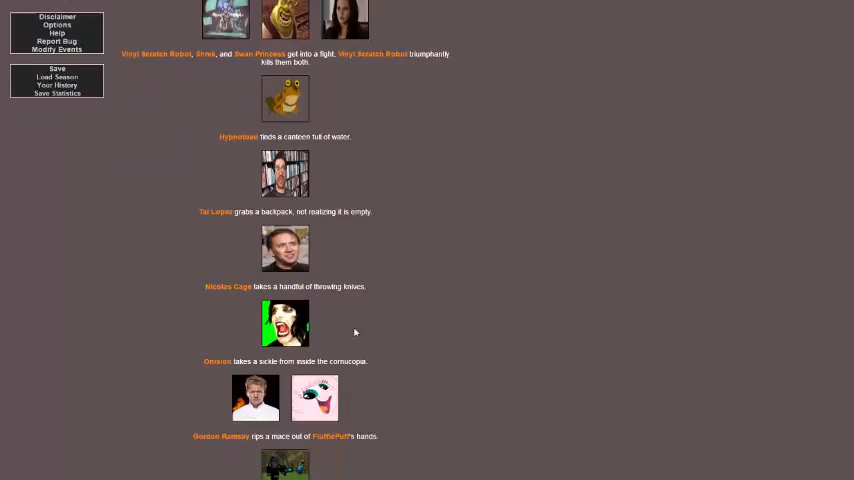 Disclaimer
Options
Help
Report Bug
Modify Events
Save
Load Season
Your History
Save Statistics
Vinyl Scratch Robot, Shrek, and Swan Princess get into a fight. Vinyl Scratch Robot triumphantly
kills them both.
Hypnotoad finds a canteen full of water.
Tai Lopez grabs a backpack, not realizing it is empty.
Nicolas Cage takes a handful of throwing knives.
Onision takes a sickle from inside the cornucopia.
Gordon Ramsay rips a mace out of FlufflePuff's hands.